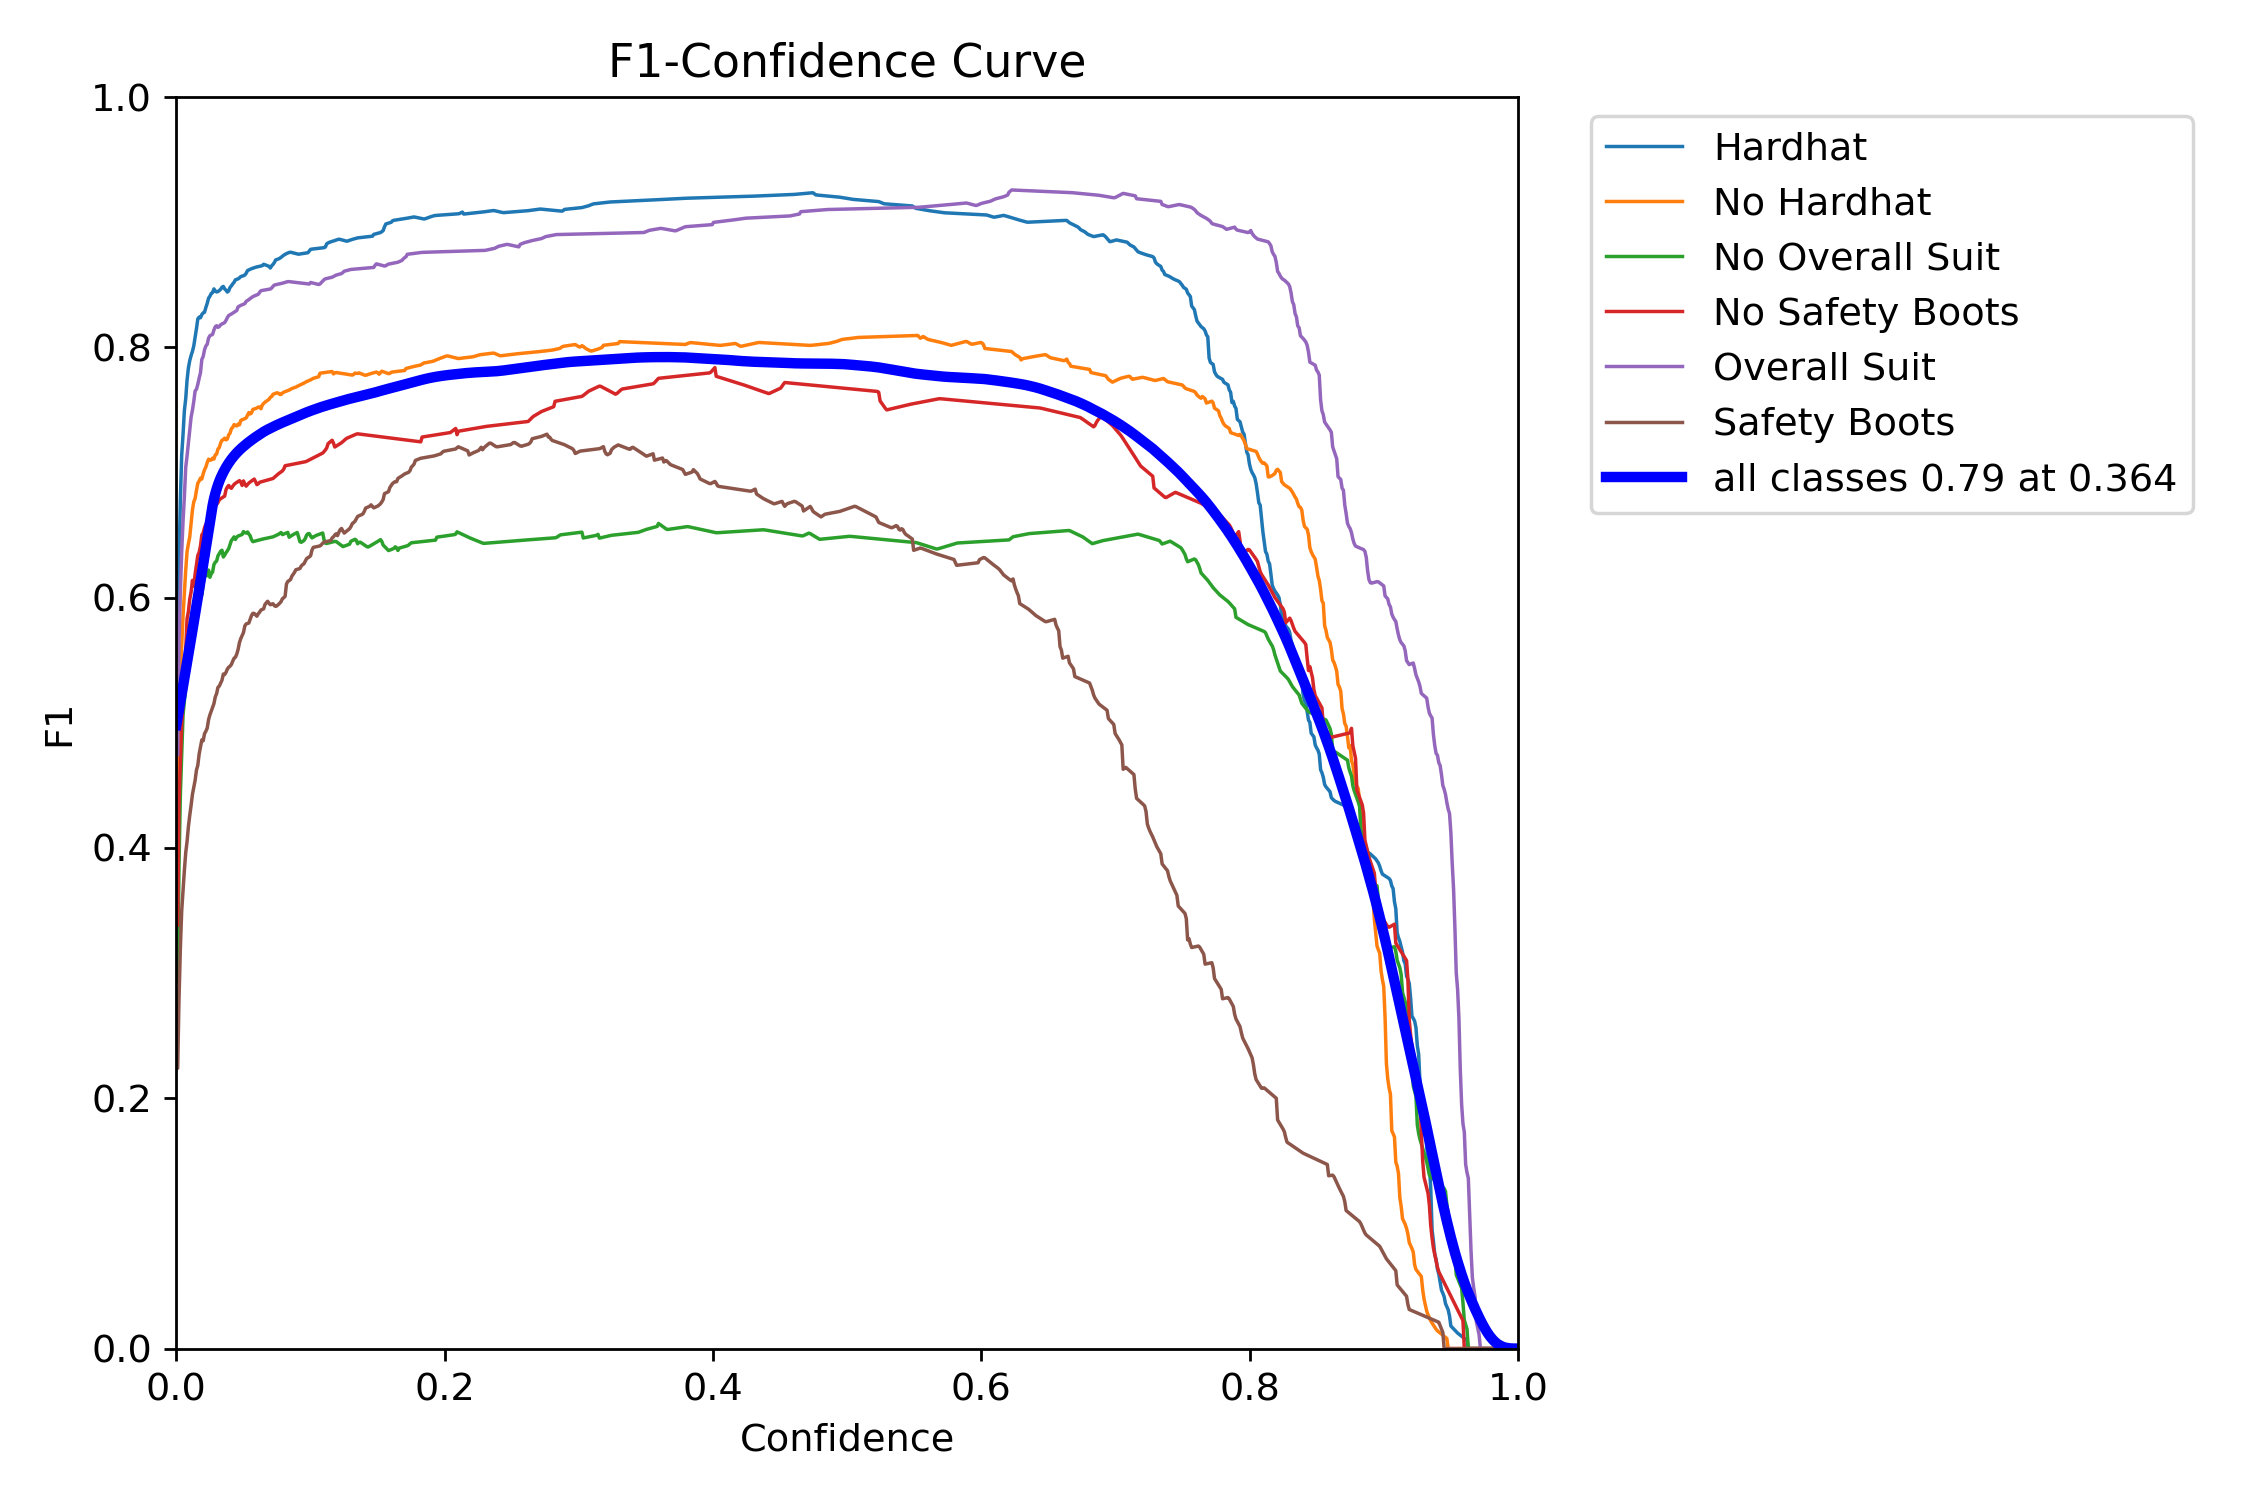 F1-Confidence Curve
1.0
0.8
0.6
0.4
0.2
0.0
F1
0.0 0.2 0.4 0.6 0.8 1.0
Confidence
Hardhat
No Hardhat
No Overall Suit
No Safety Boots
Overall Suit
Safety Boots
all classes 0.79 at 0.364